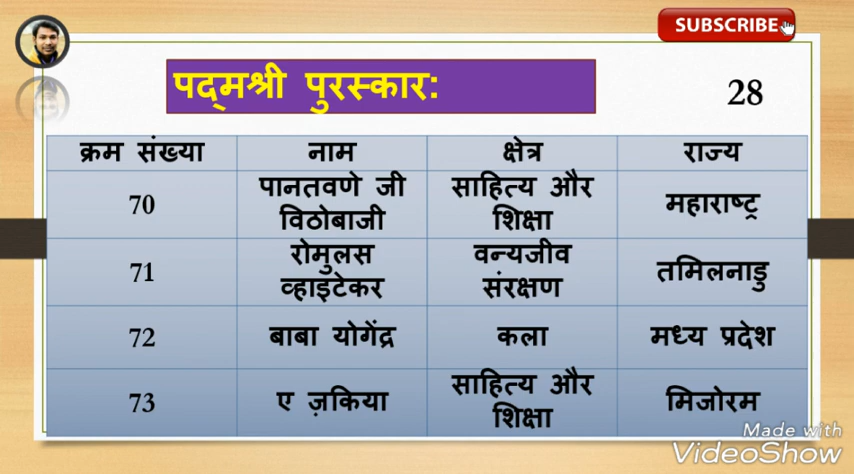 SUBSCRIBE
पद्मश्री पुरस्कार:
28
क्रम संख्या नाम क्षेत्र राज्य
70 पानतवणे जी विठोबाजी साहित्य और शिक्षा महाराष्ट्र
71 रोमुलस व्हाइटेकर वन्यजीव संरक्षण तमिलनाडु
72 बाबा योगेंद्र कला मध्य प्रदेश
73 ए ज़किया साहित्य और शिक्षा मिजोरम
Made with
VideoShow